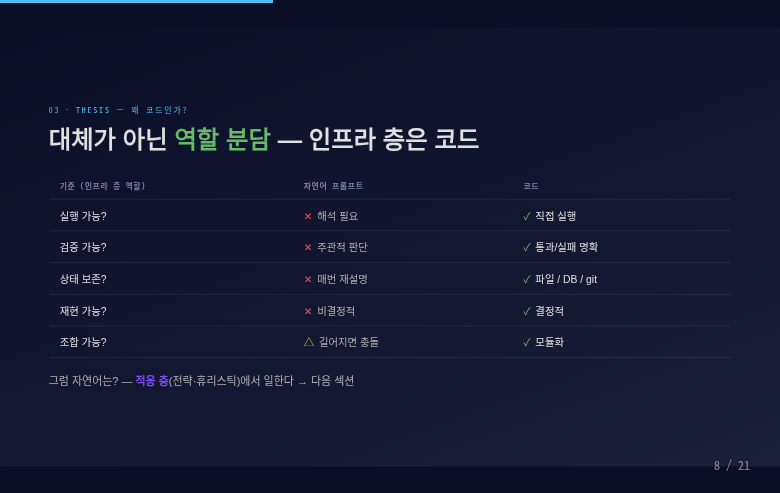 03 · THESIS — 왜 코드인가?
대체가 아닌 역할 분담 — 인프라 층은 코드
기준 (인프라 층 역할) 자연어 프롬프트 코드
실행 가능? ✕ 해석 필요 ✓ 직접 실행
검증 가능? ✕ 주관적 판단 ✓ 통과/실패 명확
상태 보존? ✕ 매번 재설명 ✓ 파일 / DB / git
재현 가능? ✕ 비결정적 ✓ 결정적
조합 가능? △ 길어지면 충돌 ✓ 모듈화
그럼 자연어는? — 적응 층(전략·휴리스틱)에서 일한다 → 다음 섹션
8 / 21